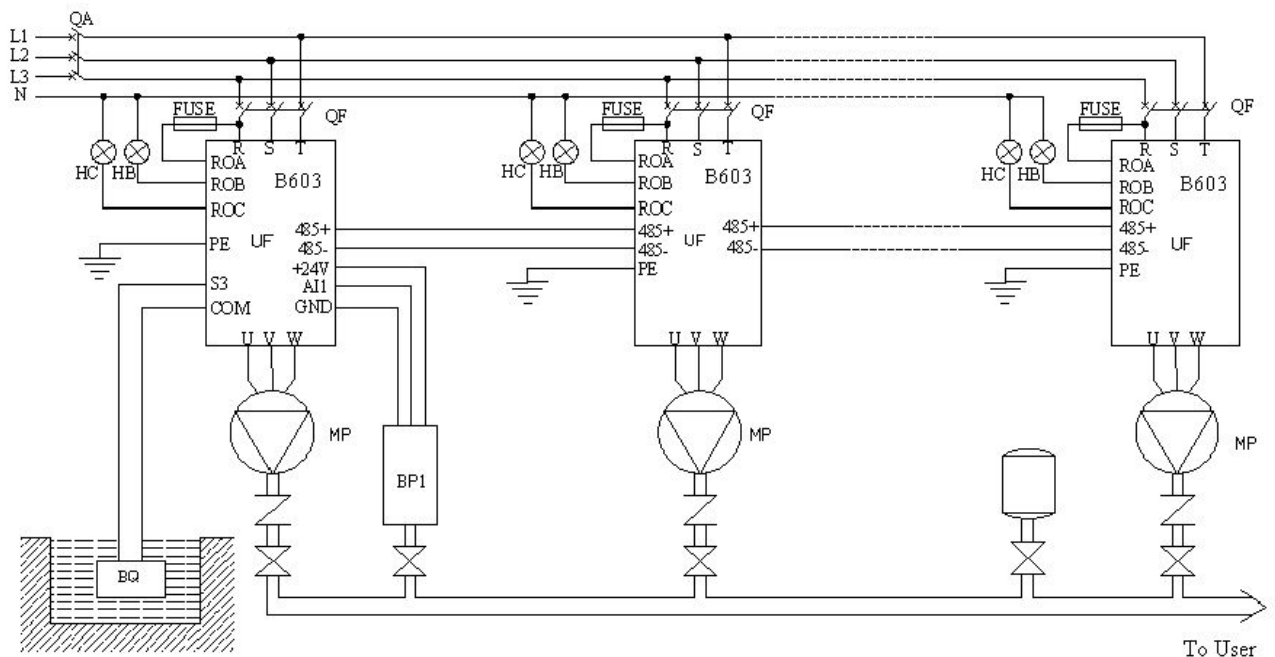 QA
L1
L2
L3
N
FUSE
QF
FUSE
QF
FUSE
QF
HC
HB
R S T
ROA
B603
ROB
ROC
PE
UF
485+
485-
+24V
S3
AI1
COM
GND
U V W
HC
HB
R S T
ROA
B603
ROB
ROC
485+
485+
485-
UF
485-
PE
U V W
HC
HB
R S T
ROA
B603
ROB
ROC
485+
485-
UF
PE
U V W
MP
MP
MP
BP1
BQ
To User